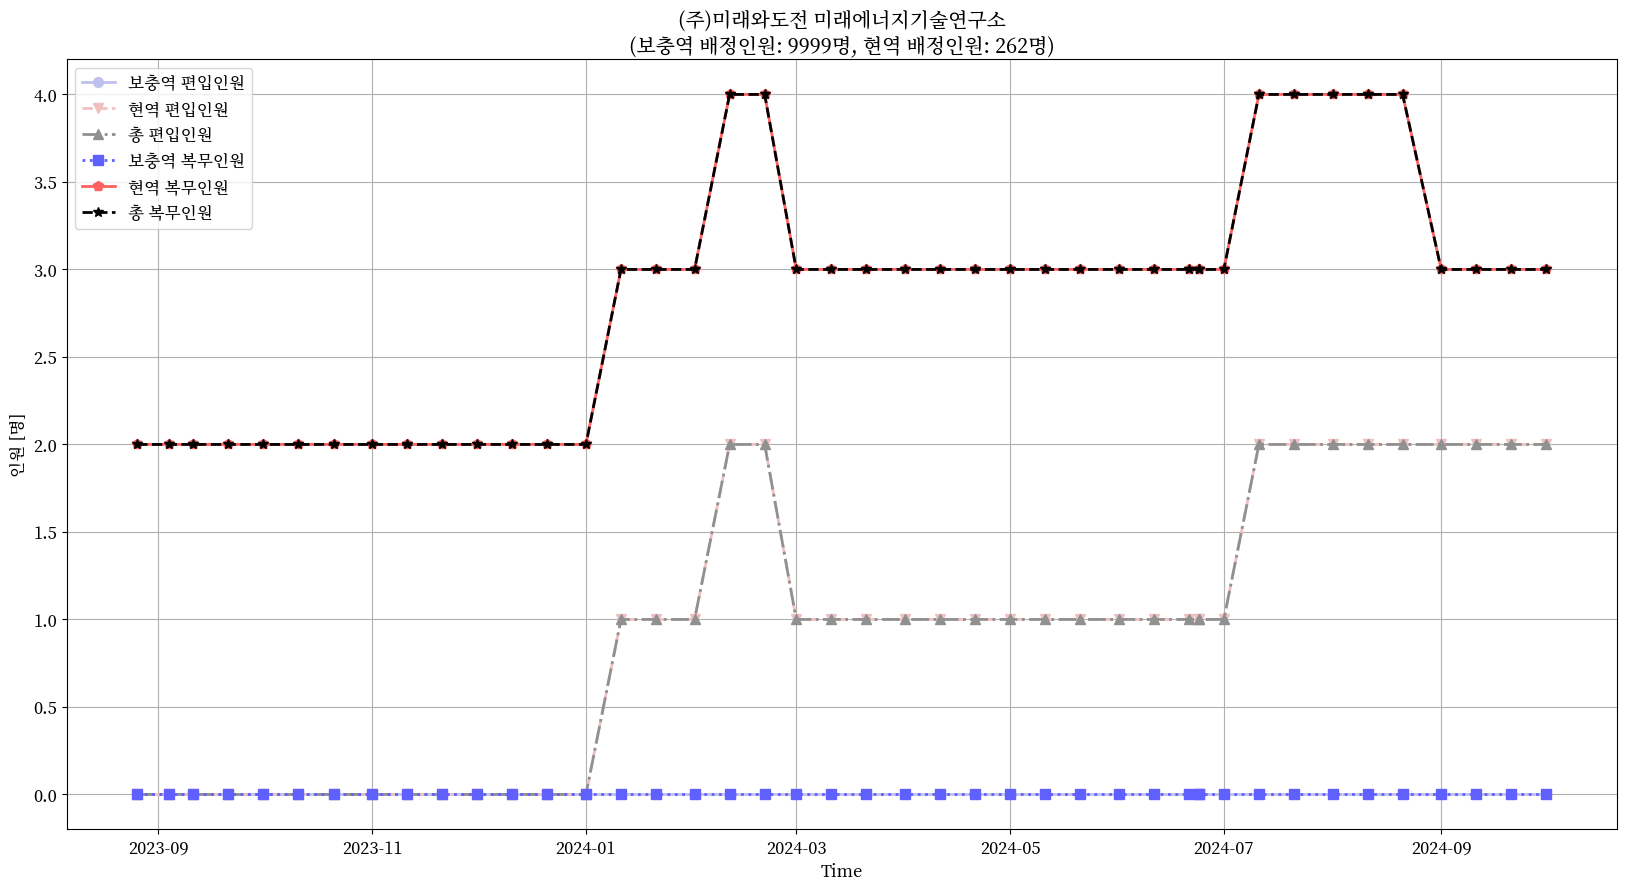 (주)미래와도전 미래에너지기술연구소
(보충역 배정인원: 9999명, 현역 배정인원: 262명)
보충역 편입인원
현역 편입인원
총 편입인원
보충역 복무인원
현역 복무인원
총 복무인원
4.0
3.5
3.0
2.5
2.0
1.5
1.0
0.5
0.0
인원 [명]
2023-09
2023-11
2024-01
2024-03
2024-05
2024-07
2024-09
Time